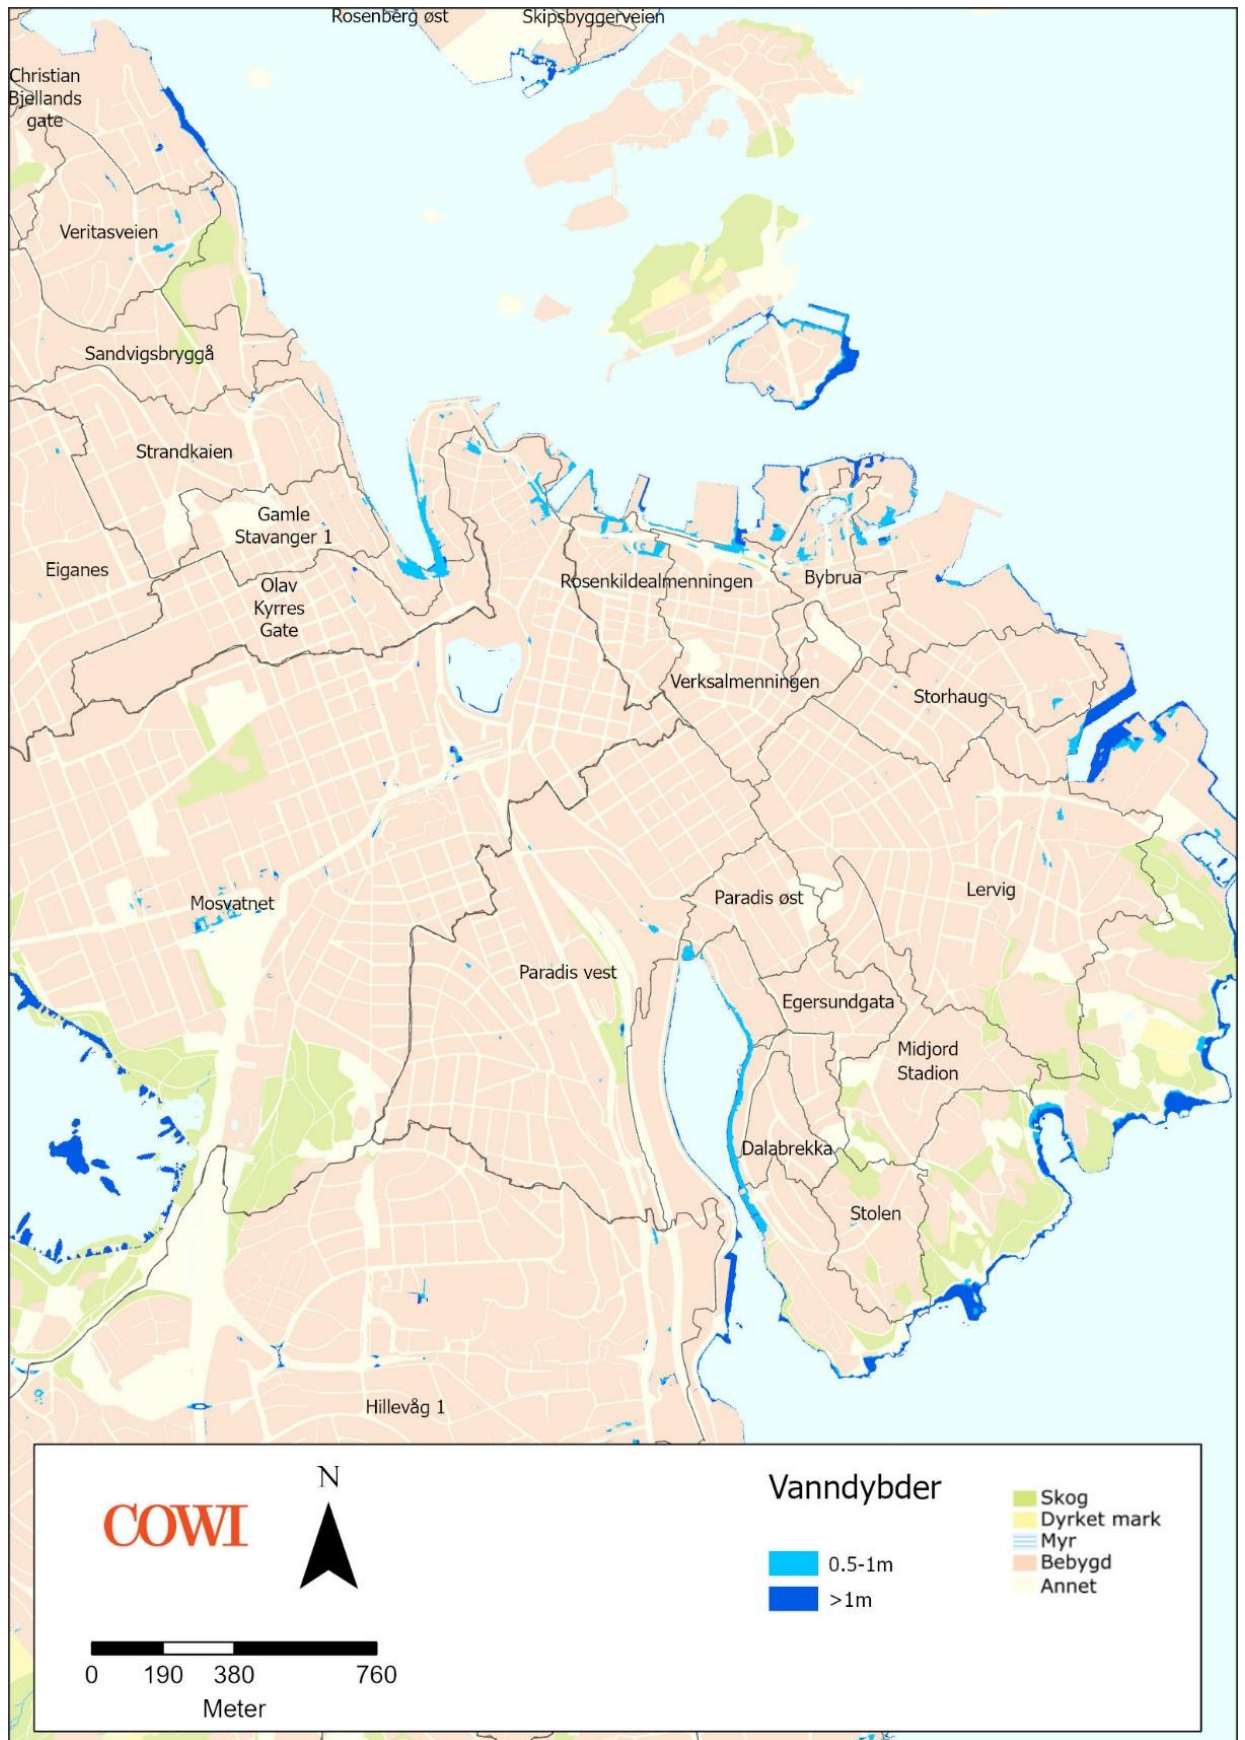 Rosenberg øst
Skipsbyggerveien
Christian
Bjellands
gate
Veritasveien
Sandvigsbryggå
Strandkaien
Gamle
Stavanger 1
Eiganes
Olav
Kyrres
Gate
Rosenkildealmenningen
Bybrua
Verksalmenningen
Storhaug
Mosvatnet
Paradis øst
Lervig
Paradis vest
Egersundgata
Midjord
Stadion
Dalabrekka
Stolen
Hillevåg 1
COWI
N
0 190 380 760
Meter
Vanndybder
0.5-1m
>1m
Skog
Dyrket mark
Myr
Bebygd
Annet